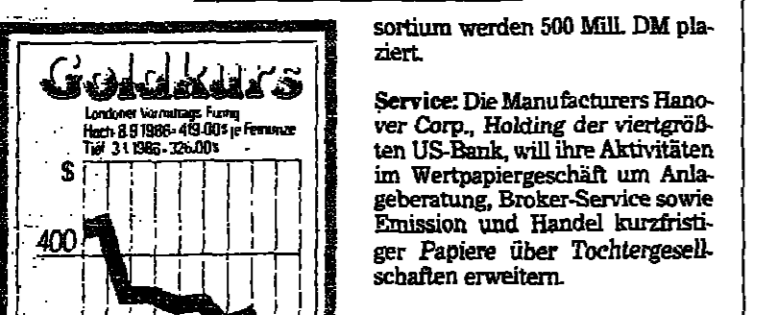 Goldkurs
Londoner Vormittags Fixing
Hoch 8.9 1986 - 419.00$ je Feinunze
Tief 3.1 1986 - 326.00$
$
400
sortium werden 500 Mill. DM pla-
ziert.
Service: Die Manufacturers Hano-
ver Corp., Holding der viertgröß-
ten US-Bank, will ihre Aktivitäten
im Wertpapiergeschäft um Anla-
geberatung, Broker-Service sowie
Emission und Handel kurzfristi-
ger Papiere über Tochtergesell-
schaften erweitern.